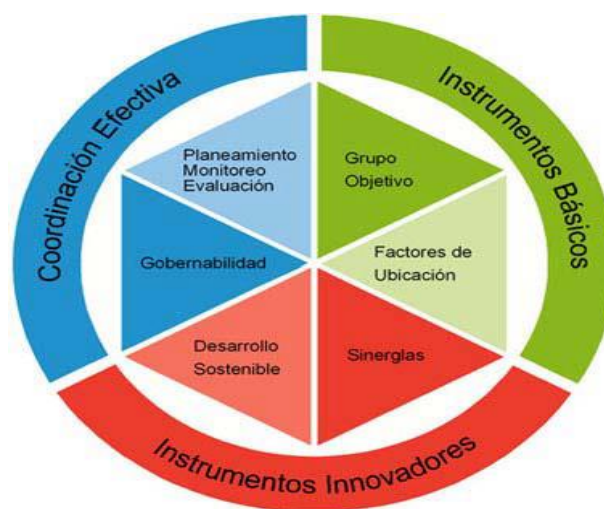 Coordinación Efectiva
Instrumentos Básicos
Planeamiento
Monitoreo
Evaluación
Grupo
Objetivo
Gobernabilidad
Factores de
Ubicación
Desarrollo
Sostenible
Sinerglas
Instrumentos Innovadores